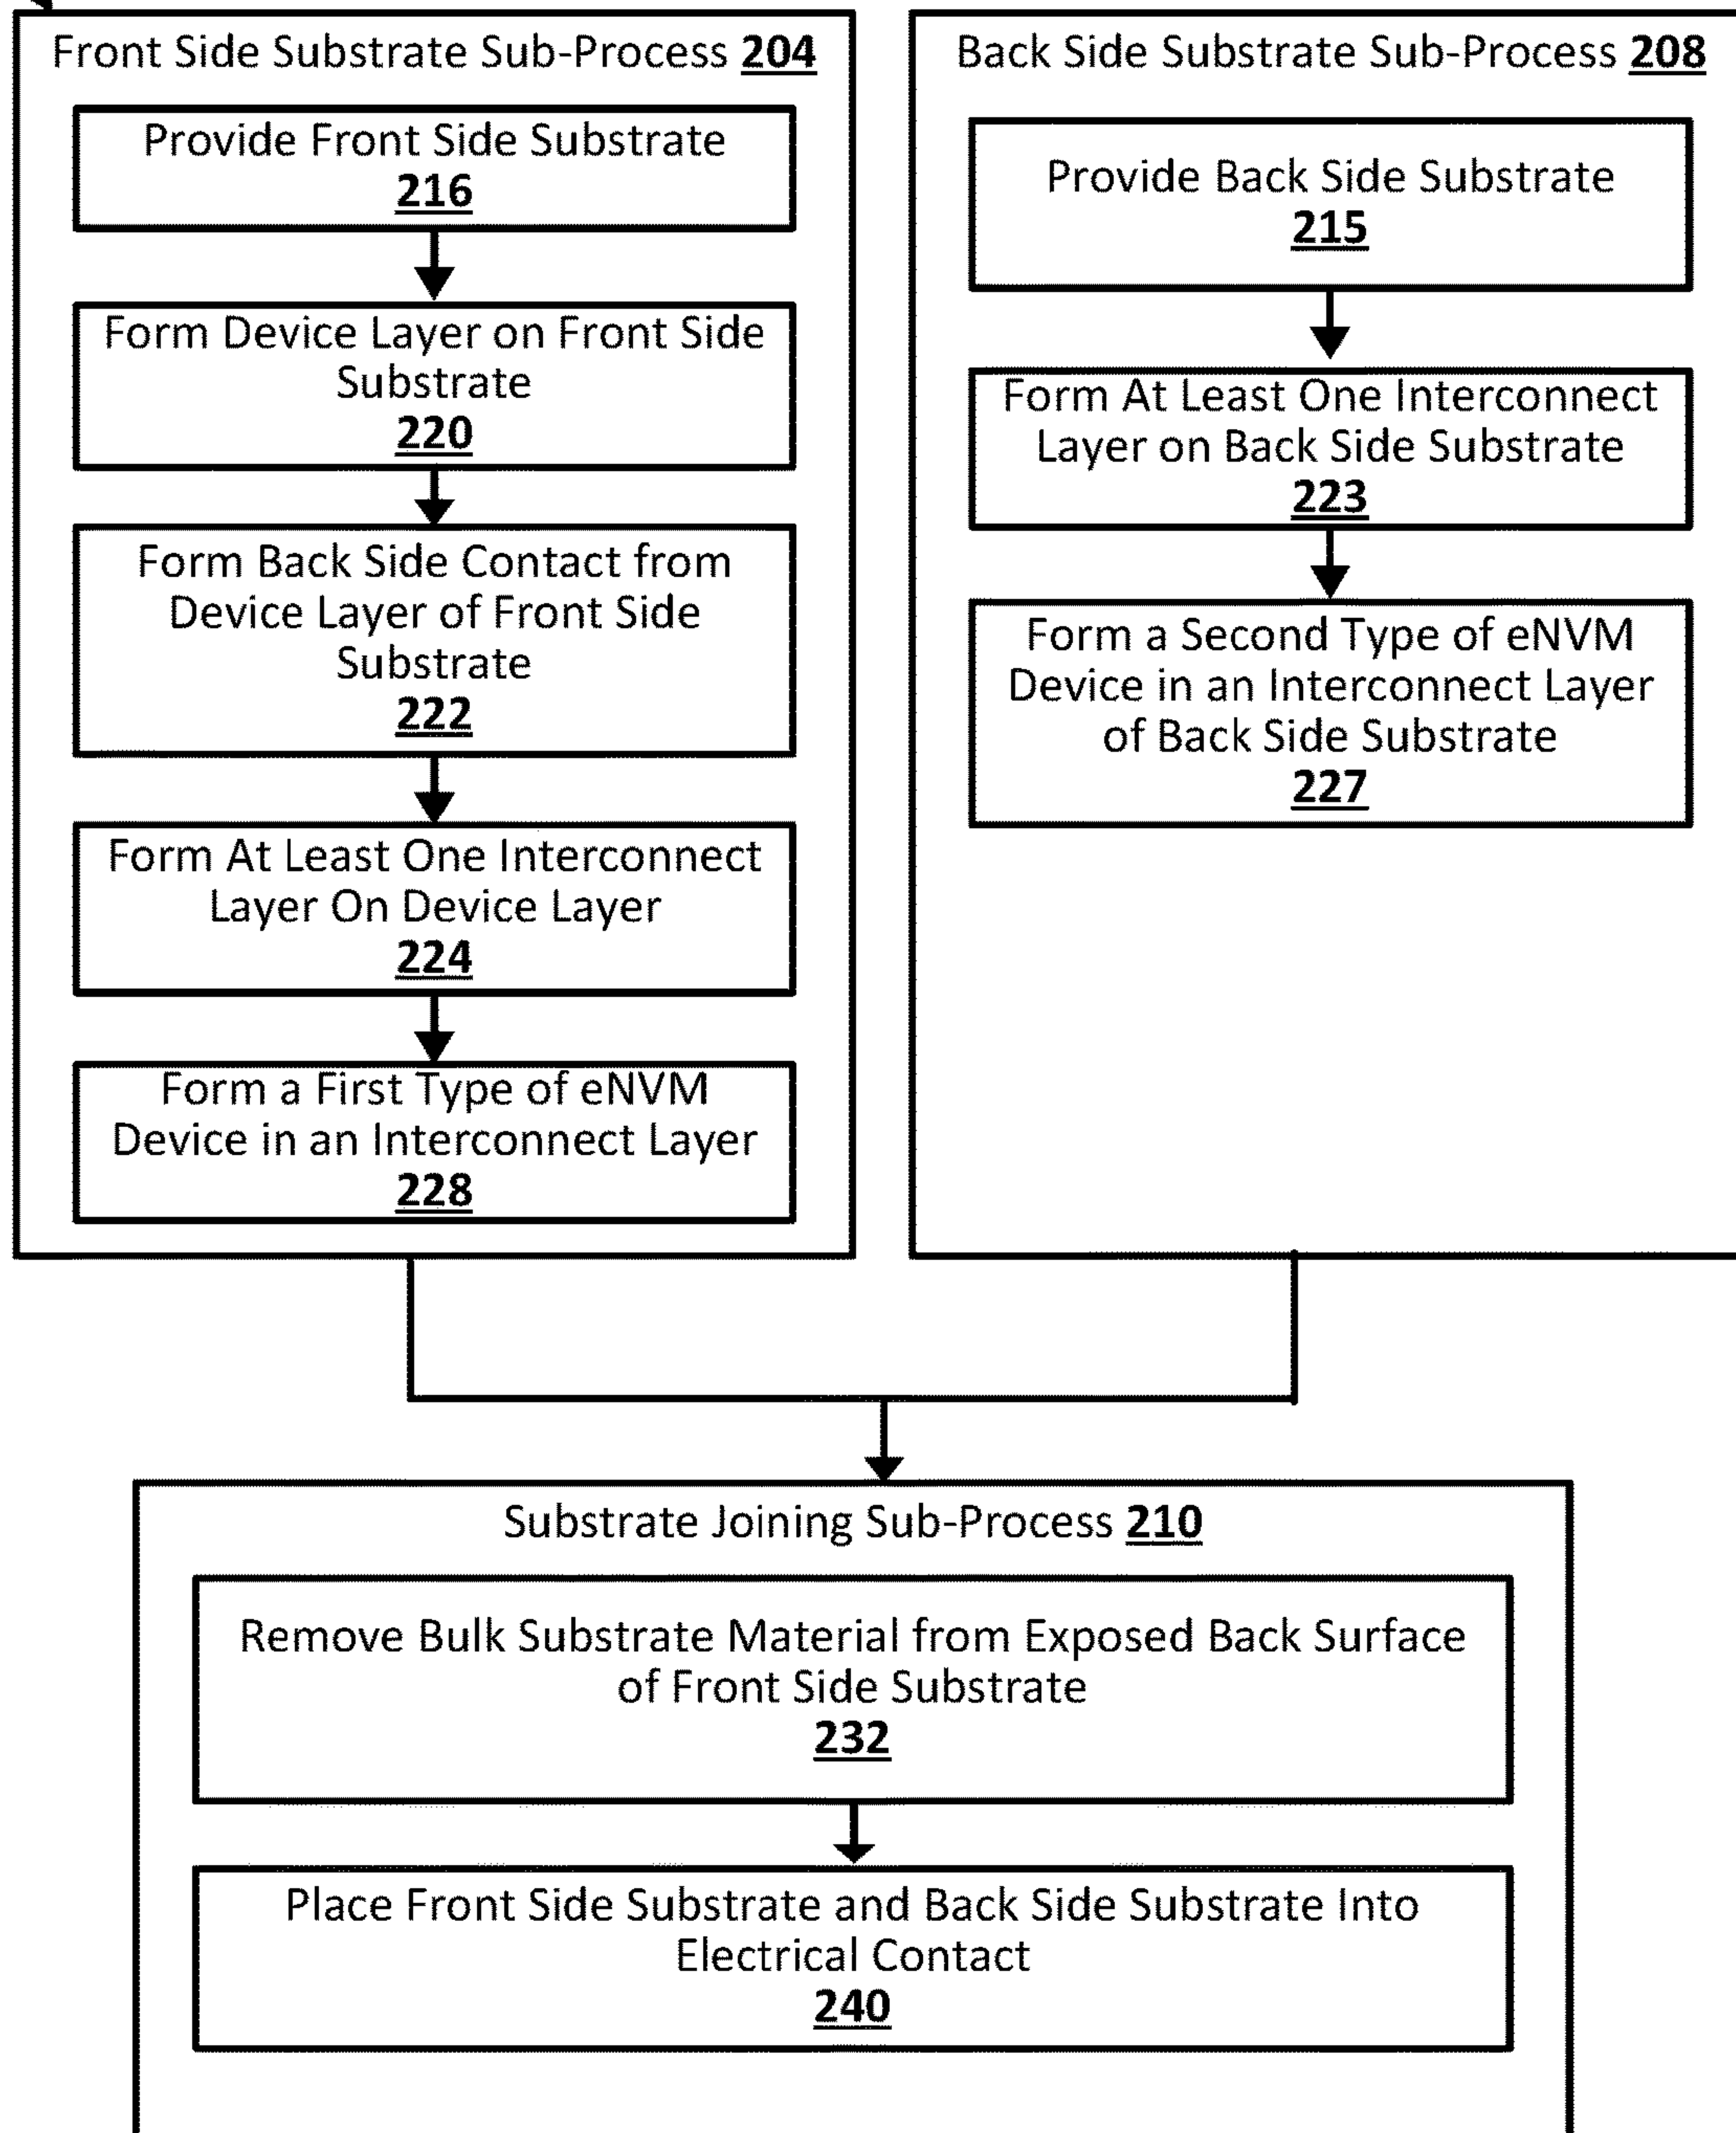 Front Side Substrate Sub-Process 204
Provide Front Side Substrate
216
Form Device Layer on Front Side
Substrate
220
Form Back Side Contact from
Device Layer of Front Side
Substrate
222
Form At Least One Interconnect
Layer On Device Layer
224
Form a First Type of eNVM
Device in an Interconnect Layer
228
Back Side Substrate Sub-Process 208
Provide Back Side Substrate
215
Form At Least One Interconnect
Layer on Back Side Substrate
223
Form a Second Type of eNVM
Device in an Interconnect Layer
of Back Side Substrate
227
Substrate Joining Sub-Process 210
Remove Bulk Substrate Material from Exposed Back Surface
of Front Side Substrate
232
Place Front Side Substrate and Back Side Substrate Into
Electrical Contact
240